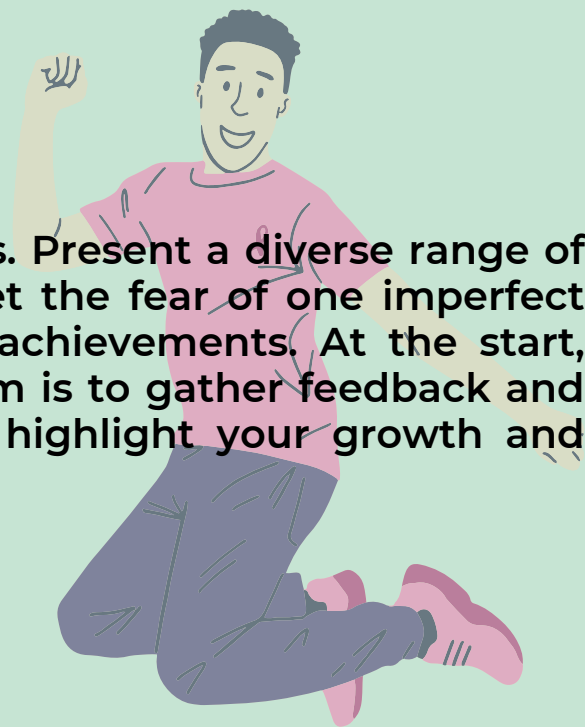 s. Present a diverse range of
et the fear of one imperfect
achievements. At the start,
m is to gather feedback and
highlight your growth and